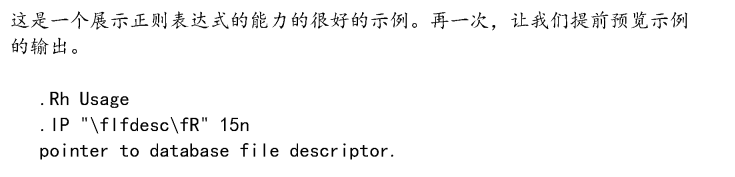 这是一个展示正则表达式的能力的很好的示例。再一次，让我们提前预览示例
的输出。
.Rh Usage
.IP "\fIfdesc\fR" 15n
pointer to database file descriptor.